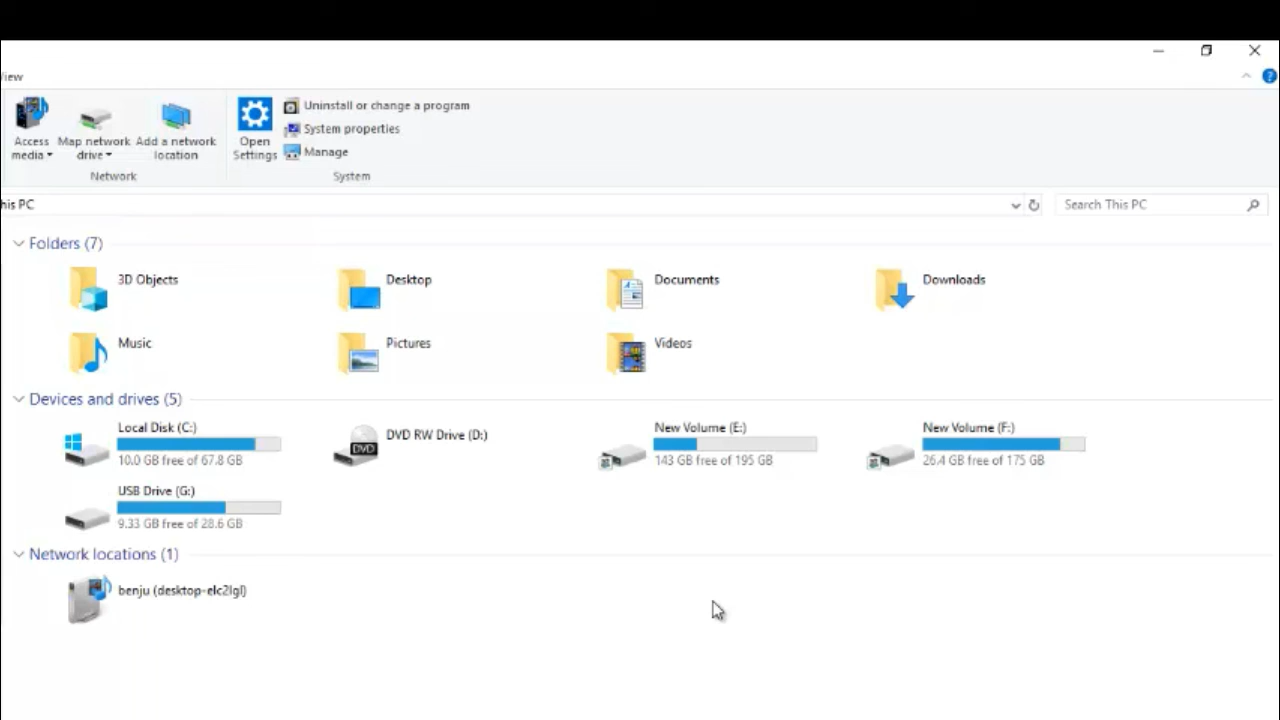 View
Access media
Map network drive
Add a network location
Open Settings
Uninstall or change a program
System properties
Manage
Network
System
his PC
Search This PC
Folders (7)
3D Objects
Desktop
Documents
Downloads
Music
Pictures
Videos
Devices and drives (5)
Local Disk (C:)
10.0 GB free of 67.8 GB
DVD RW Drive (D:)
New Volume (E:)
143 GB free of 195 GB
New Volume (F:)
26.4 GB free of 175 GB
USB Drive (G:)
9.33 GB free of 28.6 GB
Network locations (1)
benju (desktop-elc2lgl)